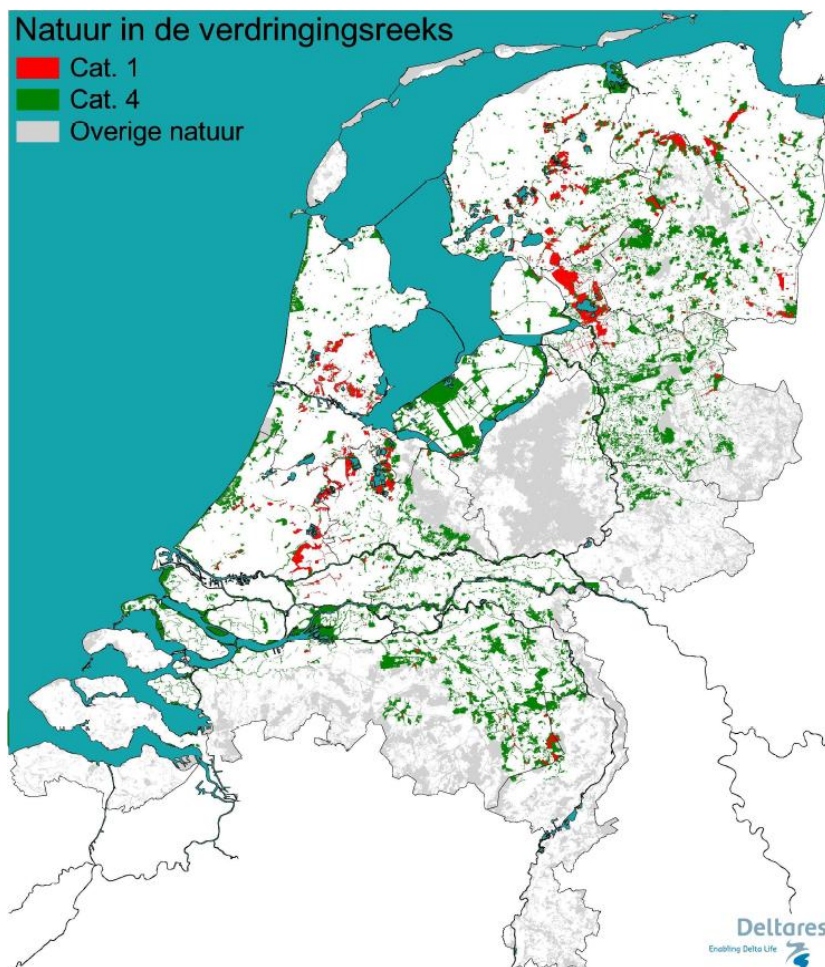 Natuur in de verdringingsreeks
Cat. 1
Cat. 4
Overige natuur
Deltares
Enabling Delta Life